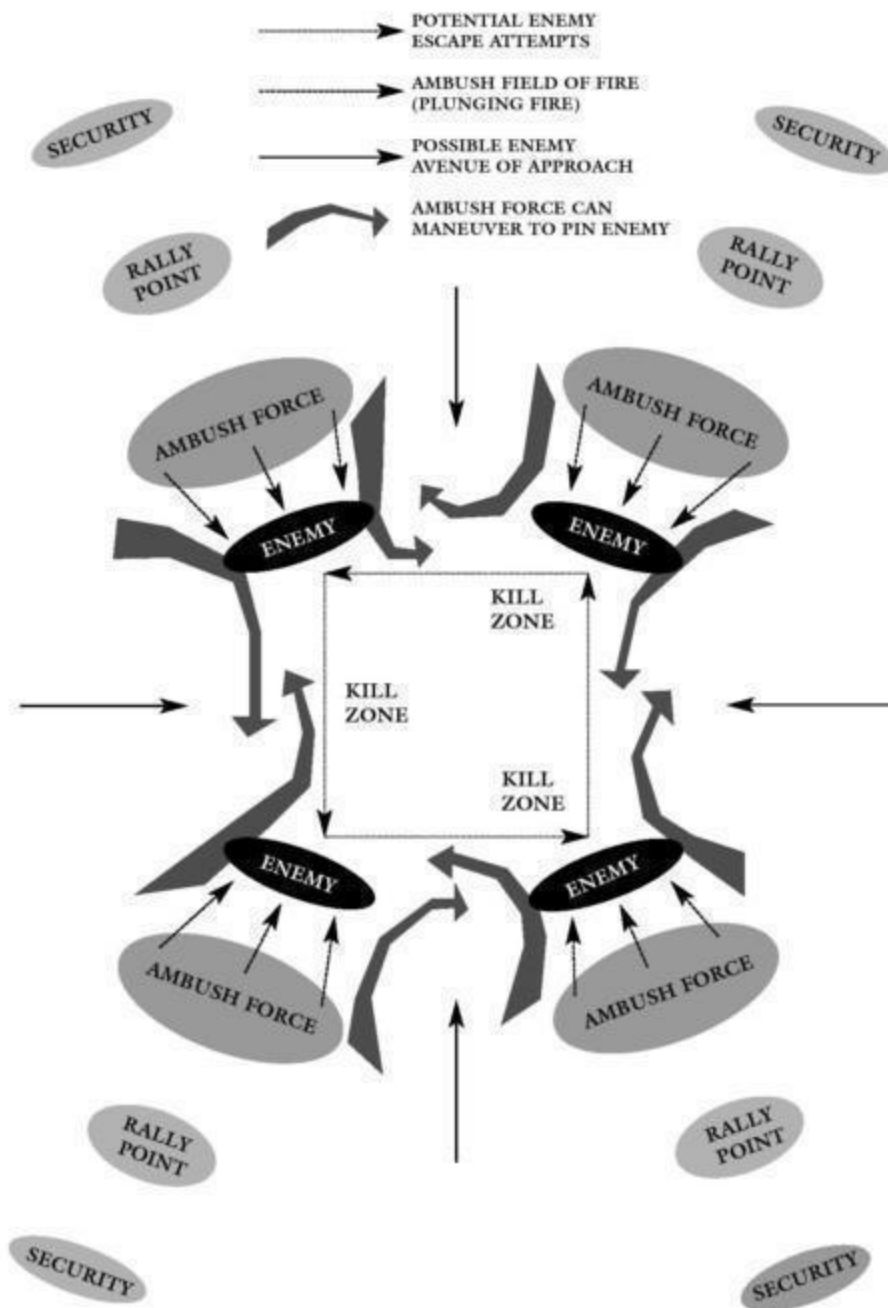 POTENTIAL ENEMY
ESCAPE ATTEMPTS
AMBUSH FIELD OF FIRE
(PLUNGING FIRE)
SECURITY
SECURITY
POSSIBLE ENEMY
AVENUE OF APPROACH
AMBUSH FORCE CAN
MANEUVER TO PIN ENEMY
RALLY
POINT
RALLY
POINT
AMBUSH FORCE
AMBUSH FORCE
ENEMY
ENEMY
KILL
ZONE
KILL
ZONE
KILL
ZONE
ENEMY
ENEMY
AMBUSH FORCE
AMBUSH FORCE
RALLY
POINT
RALLY
POINT
SECURITY
SECURITY